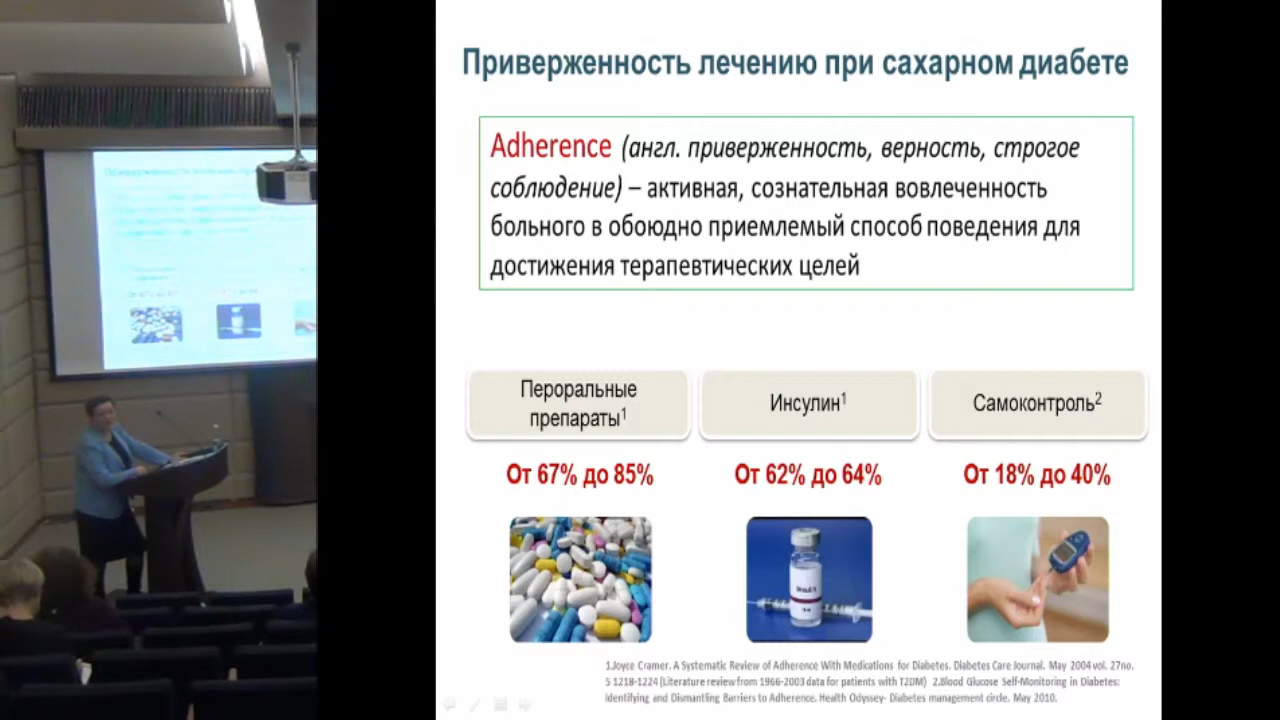 Приверженность лечению при сахарном диабете
Adherence (англ. приверженность, верность, строгое
соблюдение) – активная, сознательная вовлеченность
больного в обоюдно приемлемый способ поведения для
достижения терапевтических целей
Пероральные
препараты1
Инсулин1
Самоконтроль2
От 67% до 85%
От 62% до 64%
От 18% до 40%
1.Joyce Cramer. A Systematic Review of Adherence With Medications for Diabetes. Diabetes Care Journal. May 2004 vol. 27no.
5 1218-1224 (Literature review from 1966-2003 data for patients with T2DM) 2.Blood Glucose Self-Monitoring in Diabetes:
Identifying and Dismantling Barriers to Adherence. Health Odyssey- Diabetes management circle. May 2010.